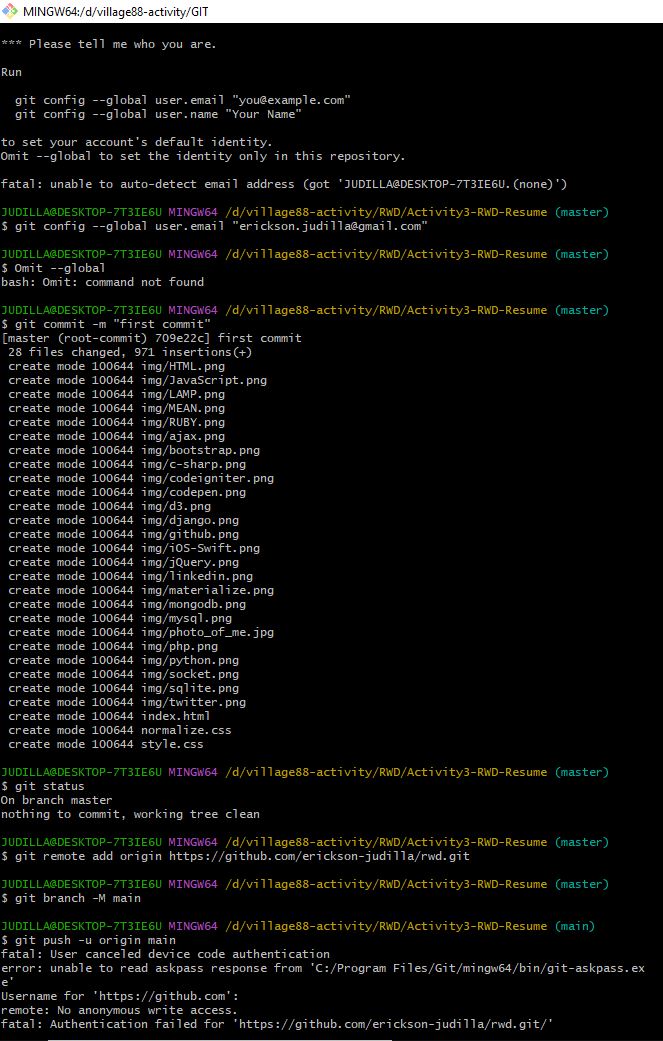 MINGW64:/d/village88-activity/GIT
*** Please tell me who you are.
Run
git config --global user.email "you@example.com"
git config --global user.name "Your Name"
to set your account's default identity.
Omit --global to set the identity only in this repository.
fatal: unable to auto-detect email address (got 'JUDILLA@DESKTOP-7T3IE6U.(none)')
JUDILLA@DESKTOP-7T3IE6U MINGW64 /d/village88-activity/RWD/Activity3-RWD-Resume (master)
$ git config --global user.email "erickson.judilla@gmail.com"
JUDILLA@DESKTOP-7T3IE6U MINGW64 /d/village88-activity/RWD/Activity3-RWD-Resume (master)
$ Omit --global
bash: Omit: command not found
JUDILLA@DESKTOP-7T3IE6U MINGW64 /d/village88-activity/RWD/Activity3-RWD-Resume (master)
$ git commit -m "first commit"
[master (root-commit) 709e22c] first commit
28 files changed, 971 insertions(+)
create mode 100644 img/HTML.png
create mode 100644 img/JavaScript.png
create mode 100644 img/LAMP.png
create mode 100644 img/MEAN.png
create mode 100644 img/RUBY.png
create mode 100644 img/ajax.png
create mode 100644 img/bootstrap.png
create mode 100644 img/c-sharp.png
create mode 100644 img/codeigniter.png
create mode 100644 img/codepen.png
create mode 100644 img/d3.png
create mode 100644 img/django.png
create mode 100644 img/github.png
create mode 100644 img/iOS-Swift.png
create mode 100644 img/jQuery.png
create mode 100644 img/linkedin.png
create mode 100644 img/materialize.png
create mode 100644 img/mongodb.png
create mode 100644 img/mysql.png
create mode 100644 img/photo_of_me.jpg
create mode 100644 img/php.png
create mode 100644 img/python.png
create mode 100644 img/socket.png
create mode 100644 img/sqlite.png
create mode 100644 img/twitter.png
create mode 100644 index.html
create mode 100644 normalize.css
create mode 100644 style.css
JUDILLA@DESKTOP-7T3IE6U MINGW64 /d/village88-activity/RWD/Activity3-RWD-Resume (master)
$ git status
On branch master
nothing to commit, working tree clean
JUDILLA@DESKTOP-7T3IE6U MINGW64 /d/village88-activity/RWD/Activity3-RWD-Resume (master)
$ git remote add origin https://github.com/erickson-judilla/rwd.git
JUDILLA@DESKTOP-7T3IE6U MINGW64 /d/village88-activity/RWD/Activity3-RWD-Resume (master)
$ git branch -M main
JUDILLA@DESKTOP-7T3IE6U MINGW64 /d/village88-activity/RWD/Activity3-RWD-Resume (main)
$ git push -u origin main
fatal: User canceled device code authentication
error: unable to read askpass response from 'C:/Program Files/Git/mingw64/bin/git-askpass.ex
e'
Username for 'https://github.com':
remote: No anonymous write access.
fatal: Authentication failed for 'https://github.com/erickson-judilla/rwd.git/'